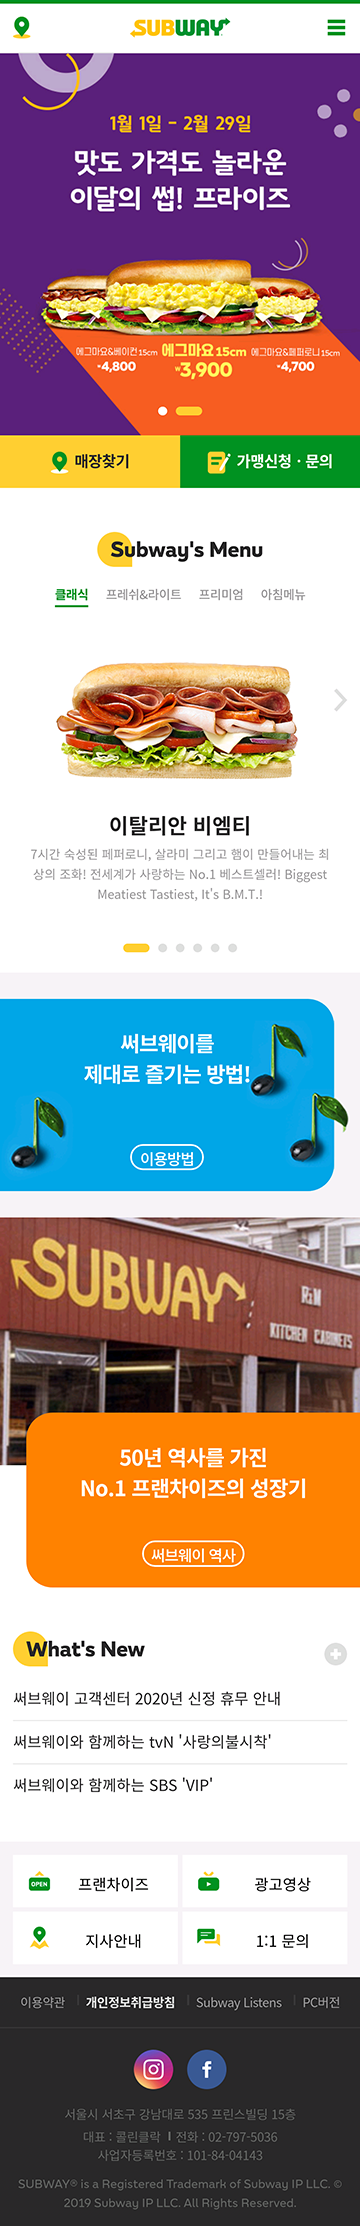 SUBWAY
1월 1일 - 2월 29일
맛도 가격도 놀라운
이달의 썹! 프라이즈
에그마요&베이컨15cm 에그마요15cm 에그마요&페퍼로니15cm
₩4,800 ₩3,900 ₩4,700
매장찾기 가맹신청 · 문의
Subway's Menu
클래식 프레쉬&라이트 프리미엄 아침메뉴
이탈리안 비엠티
7시간 숙성된 페퍼로니, 살라미 그리고 햄이 만들어내는 최
상의 조화! 전세계가 사랑하는 No.1 베스트셀러! Biggest
Meatiest Tastiest, It's B.M.T.!
써브웨이를
제대로 즐기는 방법!
이용방법
SUBWAY
R&M
KITCHEN CABINETS
50년 역사를 가진
No.1 프랜차이즈의 성장기
써브웨이 역사
What's New
써브웨이 고객센터 2020년 신정 휴무 안내
써브웨이와 함께하는 tvN '사랑의불시착'
써브웨이와 함께하는 SBS 'VIP'
OPEN 프랜차이즈 광고영상
지사안내 1:1 문의
이용약관 개인정보취급방침 Subway Listens PC버전
서울시 서초구 강남대로 535 프린스빌딩 15층
대표 : 콜린클락 | 전화 : 02-797-5036
사업자등록번호 : 101-84-04143
SUBWAY® is a Registered Trademark of Subway IP LLC. ©
2019 Subway IP LLC. All Rights Reserved.